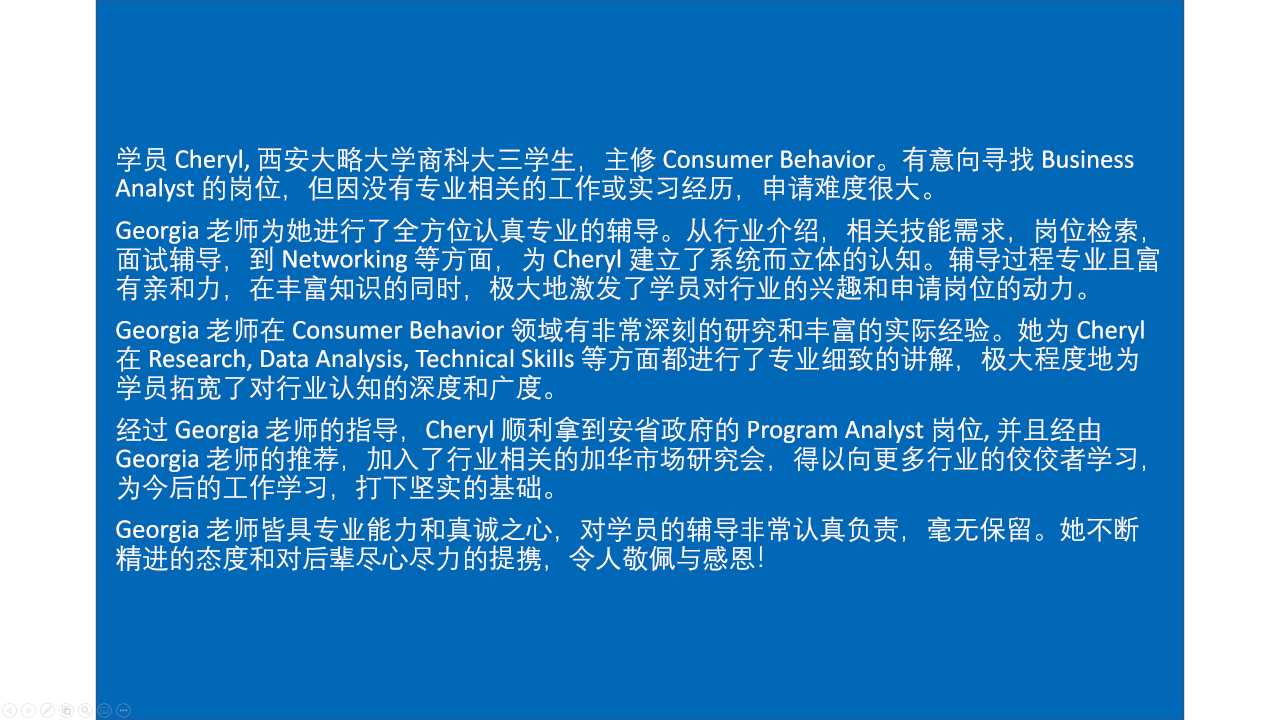 学员 Cheryl, 西安大略大学商科大三学生，主修 Consumer Behavior。有意向寻找 Business
Analyst 的岗位，但因没有专业相关的工作或实习经历，申请难度很大。
Georgia 老师为她进行了全方位认真专业的辅导。从行业介绍，相关技能需求，岗位检索，
面试辅导，到 Networking 等方面，为 Cheryl 建立了系统而立体的认知。辅导过程专业且富
有亲和力，在丰富知识的同时，极大地激发了学员对行业的兴趣和申请岗位的动力。
Georgia 老师在 Consumer Behavior 领域有非常深刻的研究和丰富的实际经验。她为 Cheryl
在 Research, Data Analysis, Technical Skills 等方面都进行了专业细致的讲解，极大程度地为
学员拓宽了对行业认知的深度和广度。
经过 Georgia 老师的指导，Cheryl 顺利拿到安省政府的 Program Analyst 岗位, 并且经由
Georgia 老师的推荐，加入了行业相关的加华市场研究会，得以向更多行业的佼佼者学习，
为今后的工作学习，打下坚实的基础。
Georgia 老师皆具专业能力和真诚之心，对学员的辅导非常认真负责，毫无保留。她不断
精进的态度和对后辈尽心尽力的提携，令人敬佩与感恩！